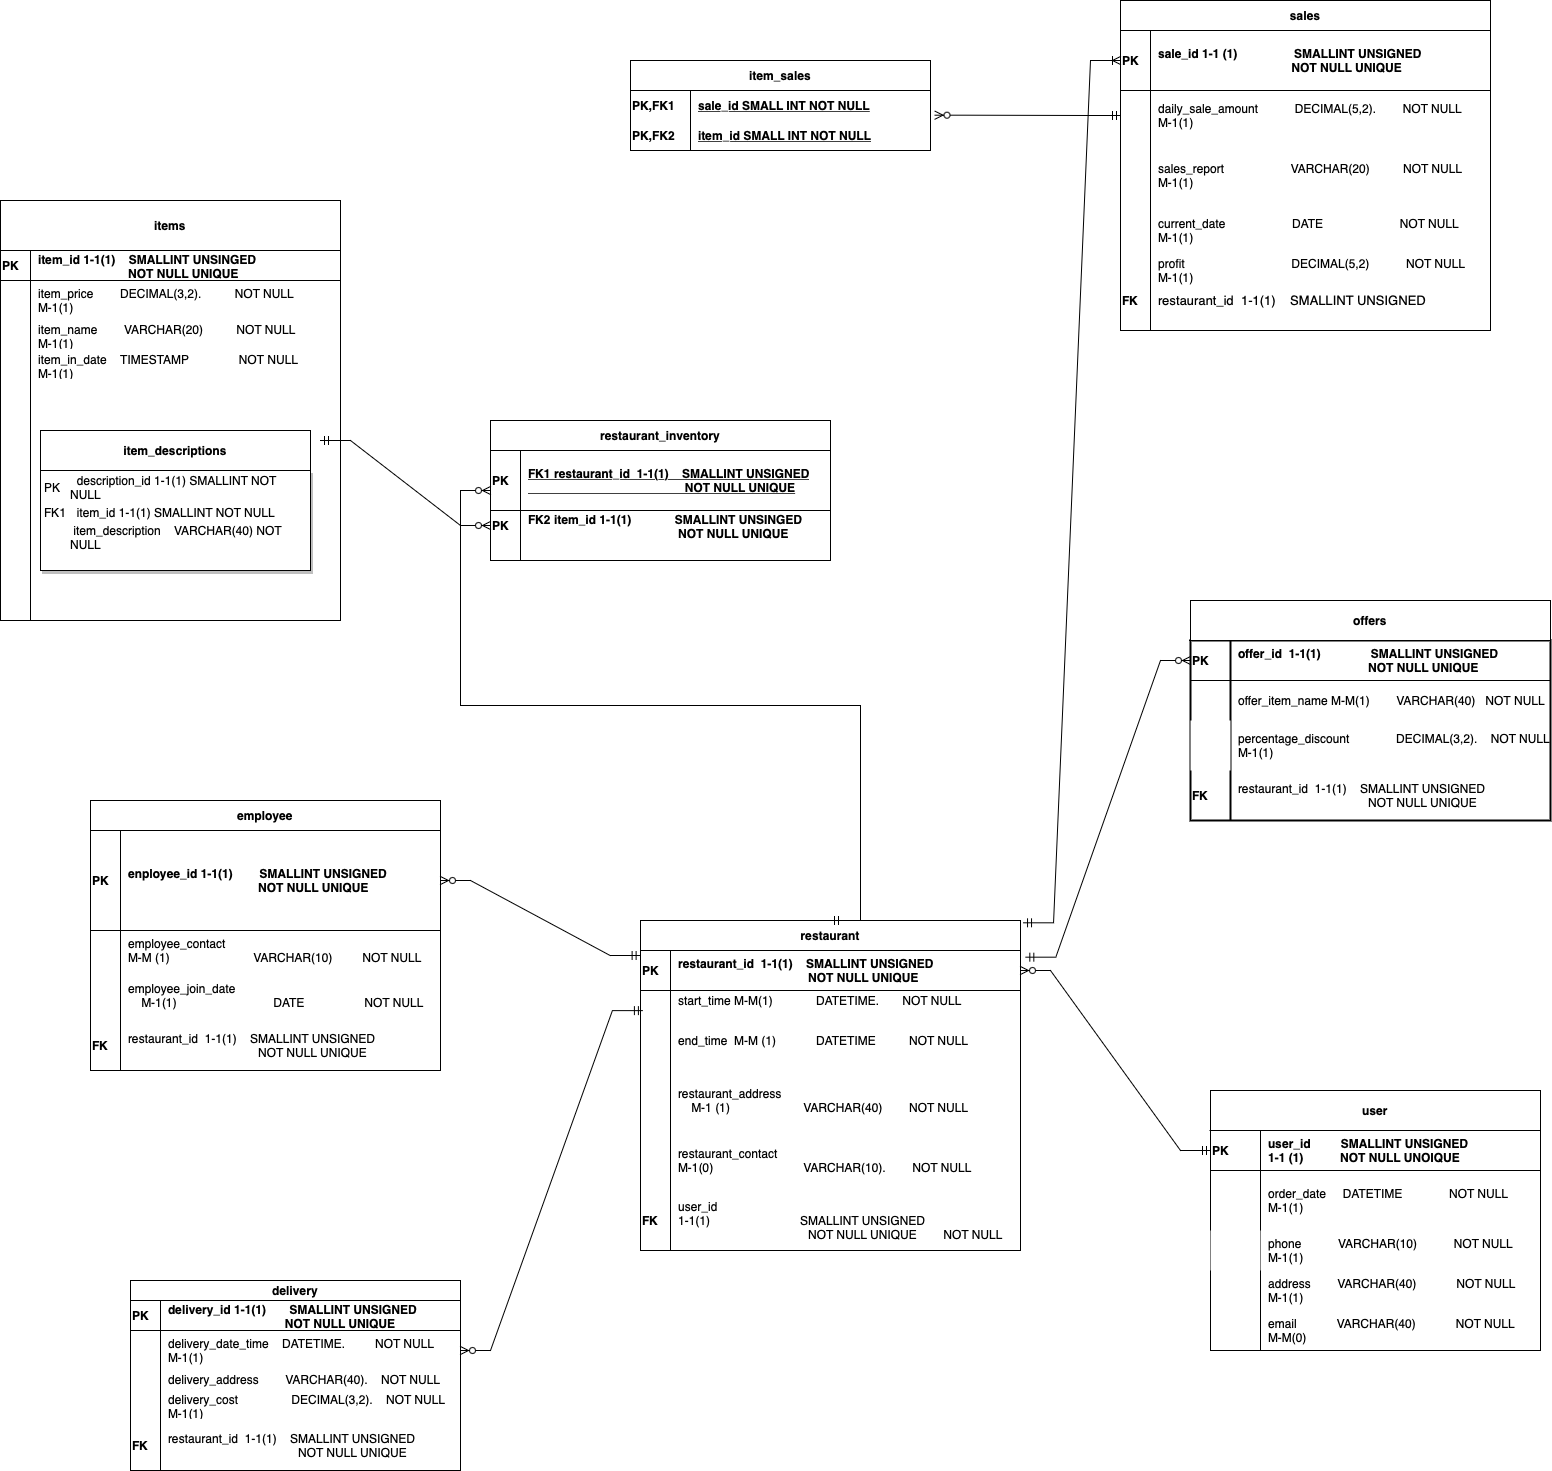 sales
PK sale_id 1-1 (1) SMALLINT UNSIGNED
NOT NULL UNIQUE
daily_sale_amount DECIMAL(5,2). NOT NULL
M-1(1)
sales_report VARCHAR(20) NOT NULL
M-1(1)
current_date DATE NOT NULL
M-1(1)
profit DECIMAL(5,2) NOT NULL
M-1(1)
FK restaurant_id 1-1(1) SMALLINT UNSIGNED
item_sales
PK,FK1 sale_id SMALL INT NOT NULL
PK,FK2 item_id SMALL INT NOT NULL
items
PK item_id 1-1(1) SMALLINT UNSINGED
NOT NULL UNIQUE
item_price DECIMAL(3,2). NOT NULL
M-1(1)
item_name VARCHAR(20) NOT NULL
M-1(1)
item_in_date TIMESTAMP NOT NULL
M-1(1)
item_descriptions
PK description_id 1-1(1) SMALLINT NOT
NULL
FK1 item_id 1-1(1) SMALLINT NOT NULL
item_description VARCHAR(40) NOT
NULL
restaurant_inventory
PK FK1 restaurant_id 1-1(1) SMALLINT UNSIGNED
NOT NULL UNIQUE
PK FK2 item_id 1-1(1) SMALLINT UNSINGED
NOT NULL UNIQUE
offers
PK offer_id 1-1(1) SMALLINT UNSIGNED
NOT NULL UNIQUE
offer_item_name M-M(1) VARCHAR(40) NOT NULL
percentage_discount DECIMAL(3,2). NOT NULL
M-1(1)
FK restaurant_id 1-1(1) SMALLINT UNSIGNED
NOT NULL UNIQUE
employee
PK enployee_id 1-1(1) SMALLINT UNSIGNED
NOT NULL UNIQUE
employee_contact
M-M (1) VARCHAR(10) NOT NULL
employee_join_date
M-1(1) DATE NOT NULL
FK restaurant_id 1-1(1) SMALLINT UNSIGNED
NOT NULL UNIQUE
restaurant
PK restaurant_id 1-1(1) SMALLINT UNSIGNED
NOT NULL UNIQUE
start_time M-M(1) DATETIME. NOT NULL
end_time M-M (1) DATETIME NOT NULL
restaurant_address
M-1 (1) VARCHAR(40) NOT NULL
restaurant_contact
M-1(0) VARCHAR(10). NOT NULL
user_id
FK 1-1(1) SMALLINT UNSIGNED
NOT NULL UNIQUE NOT NULL
user
PK user_id SMALLINT UNSIGNED
1-1 (1) NOT NULL UNOIQUE
order_date DATETIME NOT NULL
M-1(1)
phone VARCHAR(10) NOT NULL
M-1(1)
address VARCHAR(40) NOT NULL
M-1(1)
email VARCHAR(40) NOT NULL
M-M(0)
delivery
PK delivery_id 1-1(1) SMALLINT UNSIGNED
NOT NULL UNIQUE
delivery_date_time DATETIME. NOT NULL
M-1(1)
delivery_address VARCHAR(40). NOT NULL
delivery_cost DECIMAL(3,2). NOT NULL
M-1(1)
FK restaurant_id 1-1(1) SMALLINT UNSIGNED
NOT NULL UNIQUE